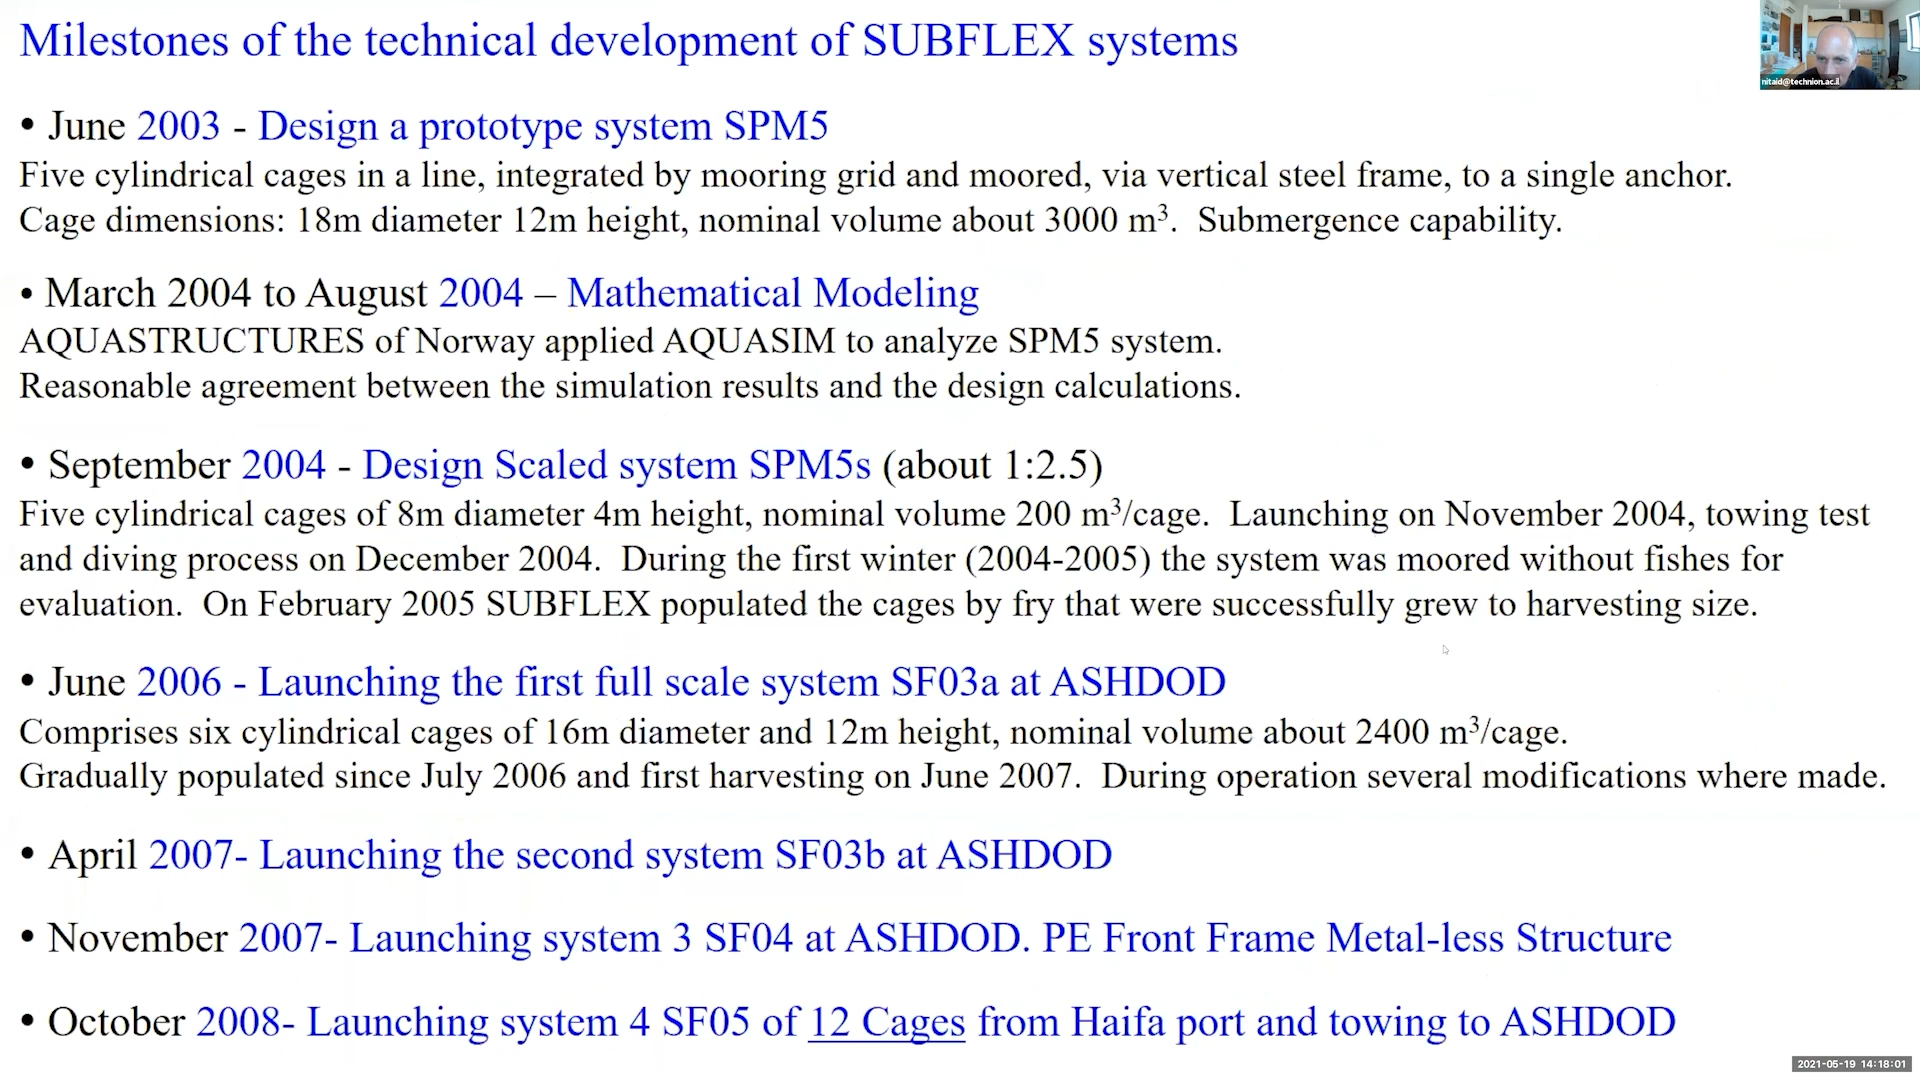 Milestones of the technical development of SUBFLEX systems
nitaid@technion.ac.il
• June 2003 - Design a prototype system SPM5
Five cylindrical cages in a line, integrated by mooring grid and moored, via vertical steel frame, to a single anchor.
Cage dimensions: 18m diameter 12m height, nominal volume about 3000 m³.  Submergence capability.
• March 2004 to August 2004 – Mathematical Modeling
AQUASTRUCTURES of Norway applied AQUASIM to analyze SPM5 system.
Reasonable agreement between the simulation results and the design calculations.
• September 2004 - Design Scaled system SPM5s (about 1:2.5)
Five cylindrical cages of 8m diameter 4m height, nominal volume 200 m³/cage.  Launching on November 2004, towing test
and diving process on December 2004.  During the first winter (2004-2005) the system was moored without fishes for
evaluation.  On February 2005 SUBFLEX populated the cages by fry that were successfully grew to harvesting size.
• June 2006 - Launching the first full scale system SF03a at ASHDOD
Comprises six cylindrical cages of 16m diameter and 12m height, nominal volume about 2400 m³/cage.
Gradually populated since July 2006 and first harvesting on June 2007.  During operation several modifications where made.
• April 2007- Launching the second system SF03b at ASHDOD
• November 2007- Launching system 3 SF04 at ASHDOD. PE Front Frame Metal-less Structure
• October 2008- Launching system 4 SF05 of 12 Cages from Haifa port and towing to ASHDOD
2021-05-19 14:18:01